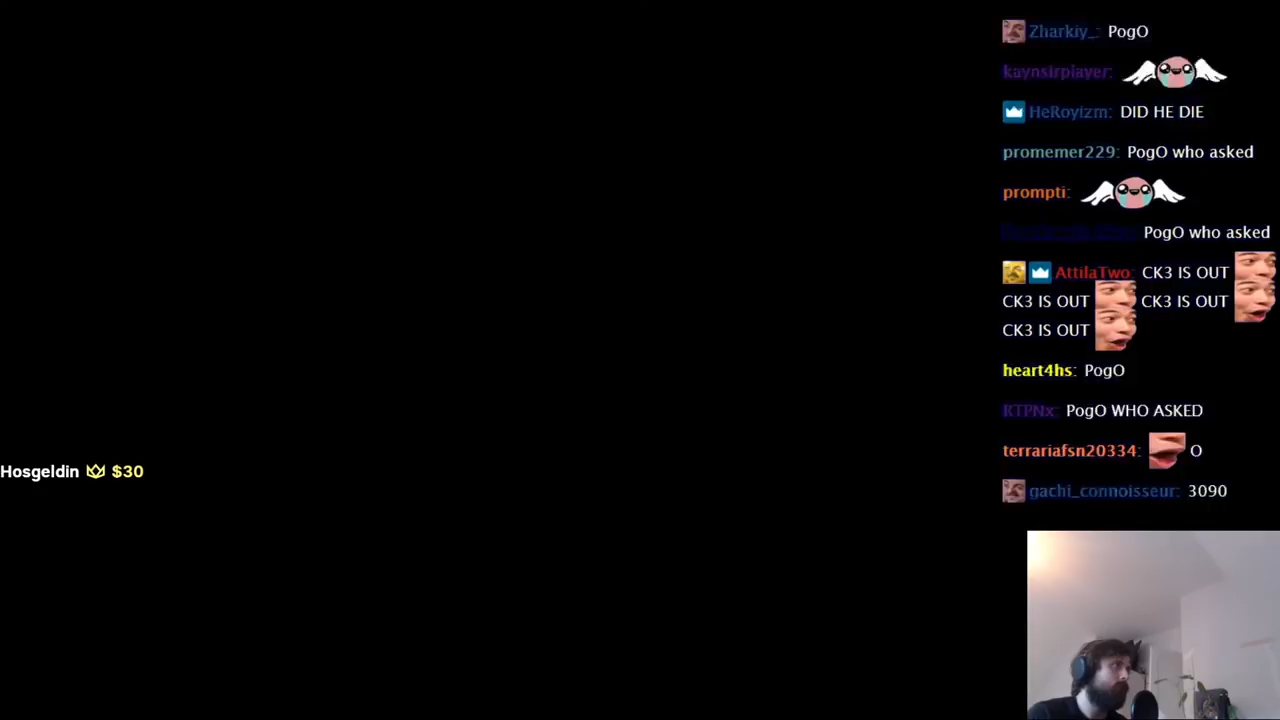 Zharkiy_: PogO
kaynsirplayer:
HeRoyizm: DID HE DIE
promemer229: PogO who asked
prompti:
PogO who asked
AttilaTwo: CK3 IS OUT
CK3 IS OUT CK3 IS OUT
CK3 IS OUT
heart4hs: PogO
RTPNx: PogO WHO ASKED
terrariafsn20334: O
Hosgeldin $30
gachi_connoisseur: 3090